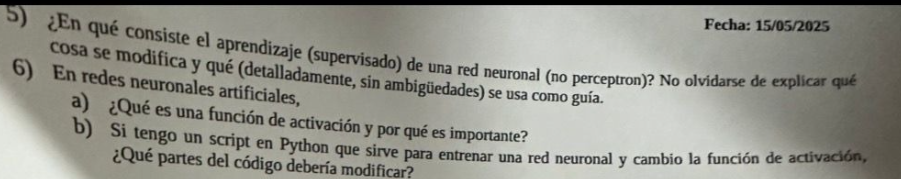 Fecha: 15/05/2025
5) ¿En qué consiste el aprendizaje (supervisado) de una red neuronal (no perceptron)? No olvidarse de explicar qué
cosa se modifica y qué (detalladamente, sin ambigüedades) se usa como guía.
6) En redes neuronales artificiales,
a) ¿Qué es una función de activación y por qué es importante?
b) Si tengo un script en Python que sirve para entrenar una red neuronal y cambio la función de activación,
¿Qué partes del código debería modificar?